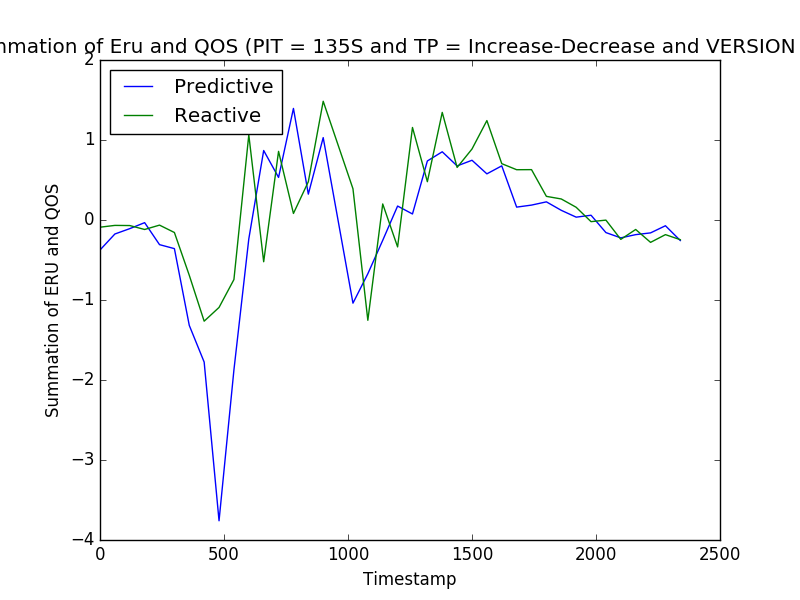 mmation of Eru and QOS (PIT = 135S and TP = Increase-Decrease and VERSION
2
1
0
−1
−2
−3
−4
Predictive
Reactive
Summation of ERU and QOS
0
500
1000
1500
2000
2500
Timestamp